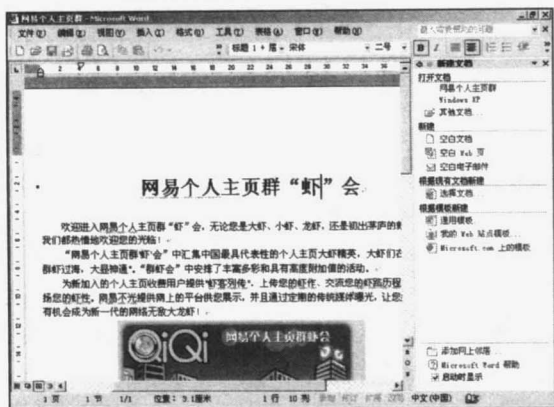 网易个人主页群 - Microsoft Word
文件(F) 编辑(E) 视图(V) 插入(I) 格式(O) 工具(T) 表格(A) 窗口(W) 帮助(H)
标题 1 + 居 宋体 二号
B I
新建文档
打开文档
网易个人主页群
Windows XP
其他文档...
新建
空白文档
空白 Web 页
空白电子邮件
根据现有文档新建
选择文档...
根据模板新建
通用模板...
我的 Web 站点模板...
Microsoft.com 上的模板
网易个人主页群“虾”会
欢迎进入网易个人主页群“虾”会,无论您是大虾、小虾、龙虾,还是初出茅庐的
我们都热情地欢迎您的光临!
“网易个人主页群‘虾’会”中汇集中国最具代表性的个人主页大虾精英,大虾们
群虾过海,大显神通”。“群虾会”中安排了丰富多彩和具有高度附加值的活动。
为新加入的个人主页收费用户提供“虾客列传”,上传您的虾作、交流您的虾路历程
扬您的虾性,网易不光提供网上的平台供您展示,并且通过定期的传统媒体曝光,让您
有机会成为新一代的网络无敌大龙虾!
QiQi 网易个人主页群虾会
添加网上邻居...
Microsoft Word 帮助
启动时显示
1 页 1 节 1/1 位置: 3.1厘米 1 行 10 列 录制 修订 扩展 改写 中文(中国)